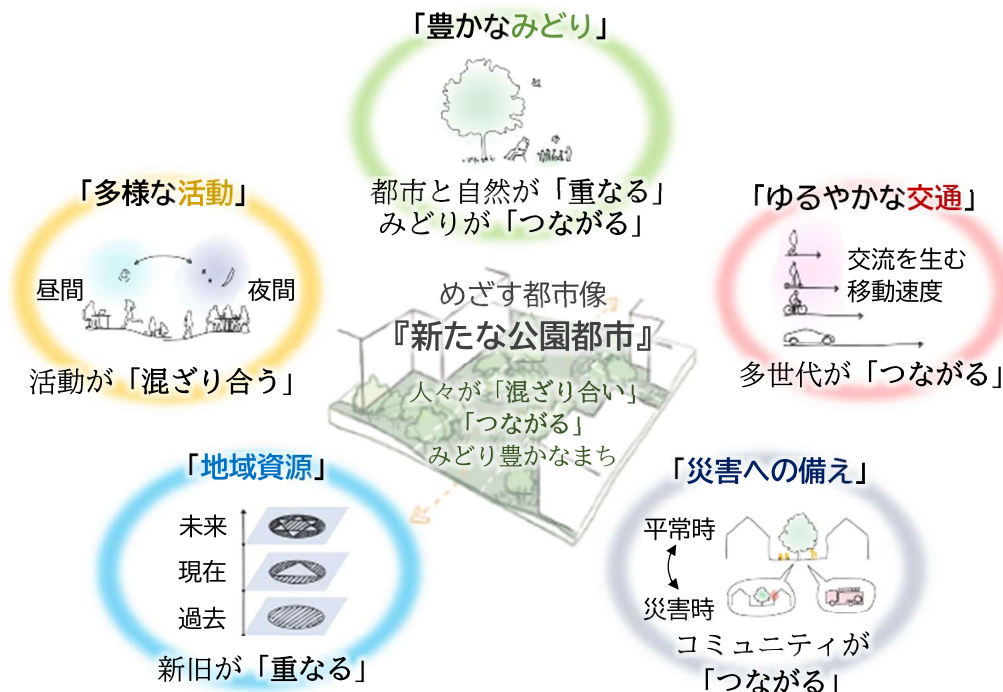 「豊かなみどり」
都市と自然が「重なる」
みどりが「つながる」
「多様な活動」
昼間
夜間
活動が「混ざり合う」
「ゆるやかな交通」
交流を生む
移動速度
多世代が「つながる」
めざす都市像
『新たな公園都市』
人々が「混ざり合い」
「つながる」
みどり豊かなまち
「地域資源」
未来
現在
過去
新旧が「重なる」
「災害への備え」
平常時
災害時
コミュニティが
「つながる」